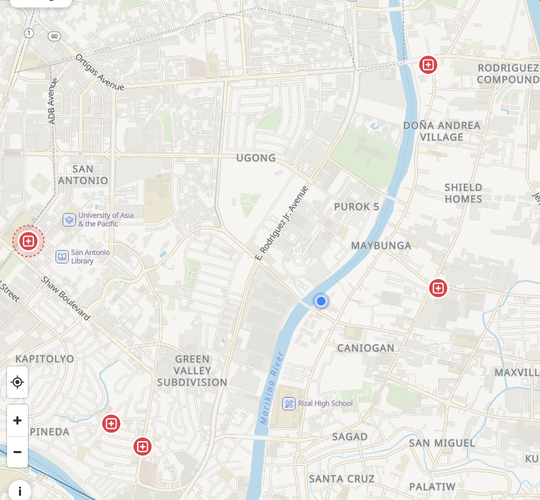 1
60
Ortigas Avenue
ADB Avenue
RODRIGUEZ
COMPOUND
DOÑA ANDREA
VILLAGE
UGONG
SAN
ANTONIO
SHIELD
HOMES
E. Rodriguez Jr. Avenue
PUROK 5
University of Asia
& the Pacific
MAYBUNGA
San Antonio
Library
Shaw Boulevard
Street
CANIOGAN
KAPITOLYO
GREEN
VALLEY
SUBDIVISION
MAXVILL
Marikina River
Rizal High School
+
PINEDA
SAGAD
SAN MIGUEL
−
KU
SANTA CRUZ
PALATIW
i